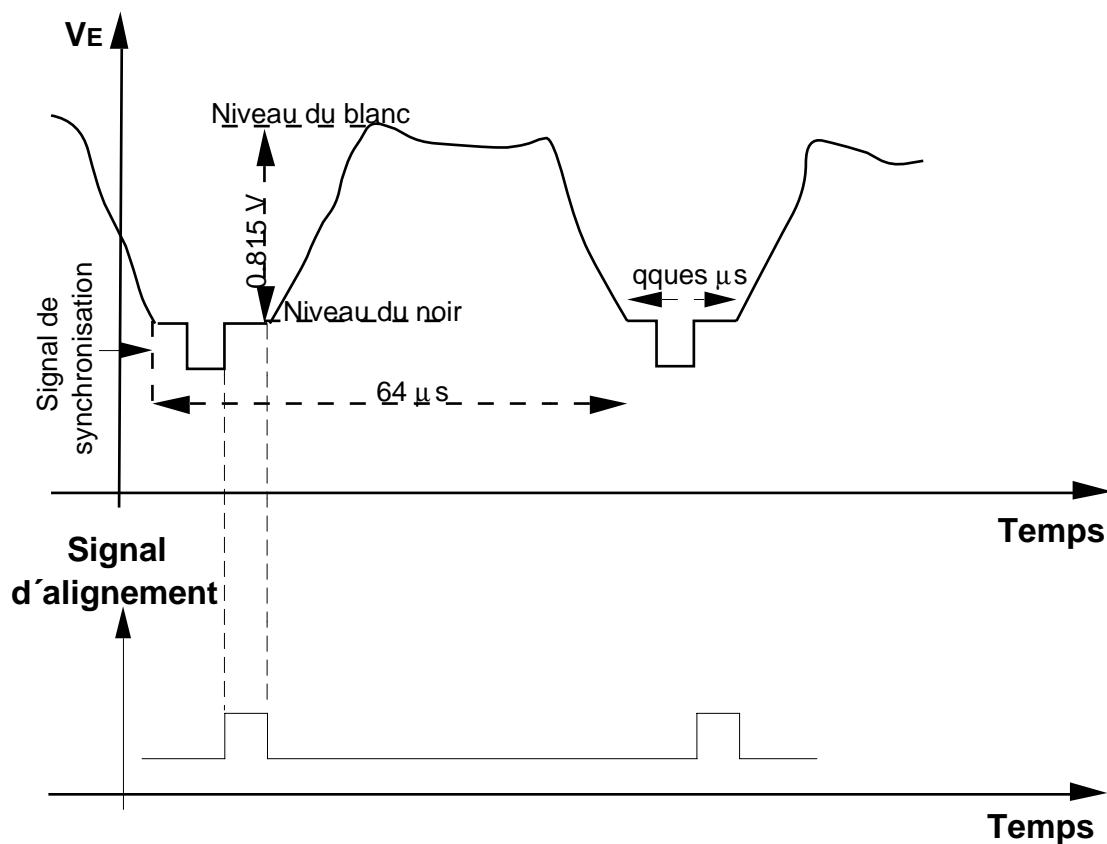 VE
Niveau du blanc
0.815 V
qques µs
Niveau du noir
Signal de
synchronisation
64 µs
Temps
Signal
d´alignement
Temps